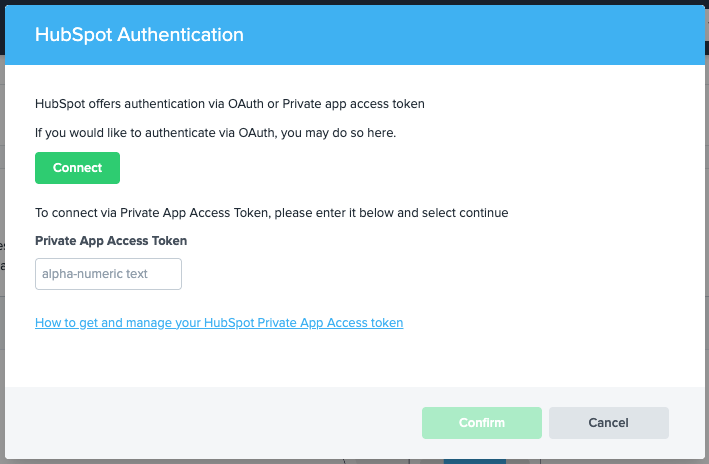 HubSpot Authentication
HubSpot offers authentication via OAuth or Private app access token
If you would like to authenticate via OAuth, you may do so here.
Connect
To connect via Private App Access Token, please enter it below and select continue
Private App Access Token
alpha-numeric text
How to get and manage your HubSpot Private App Access token
Confirm
Cancel